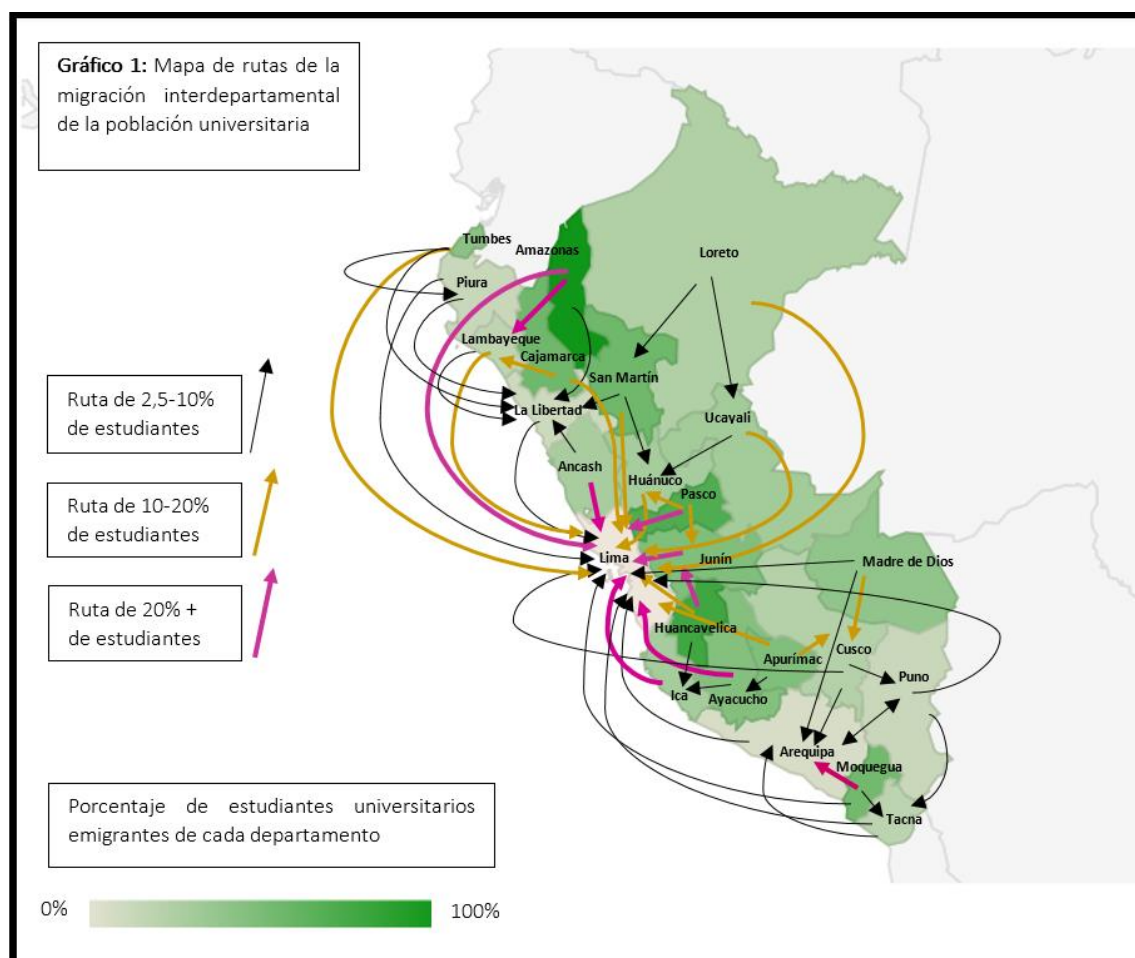 Gráfico 1: Mapa de rutas de la
migración interdepartamental
de la población universitaria
Tumbes
Amazonas
Loreto
Piura
Lambayeque
Cajamarca
San Martín
La Libertad
Ucayali
Ruta de 2,5-10%
de estudiantes
Ancash
Huánuco
Pasco
Ruta de 10-20%
de estudiantes
Lima
Junín
Madre de Dios
Ruta de 20% +
de estudiantes
Huancavelica
Cusco
Apurímac
Puno
Ica
Ayacucho
Arequipa
Moquegua
Tacna
Porcentaje de estudiantes universitarios
emigrantes de cada departamento
0%
100%